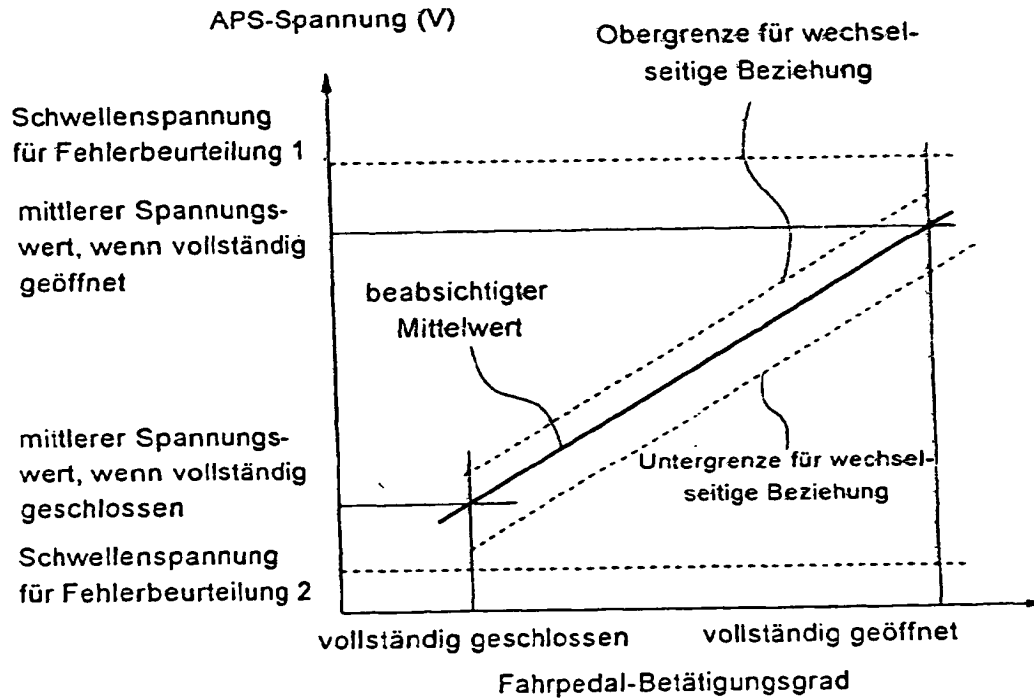 APS-Spannung (V)
Obergrenze für wechsel-
seitige Beziehung
Schwellenspannung
für Fehlerbeurteilung 1
mittlerer Spannungs-
wert, wenn vollständig
geöffnet
beabsichtigter
Mittelwert
mittlerer Spannungs-
wert, wenn vollständig
geschlossen
Untergrenze für wechsel-
seitige Beziehung
Schwellenspannung
für Fehlerbeurteilung 2
vollständig geschlossen
vollständig geöffnet
Fahrpedal-Betätigungsgrad